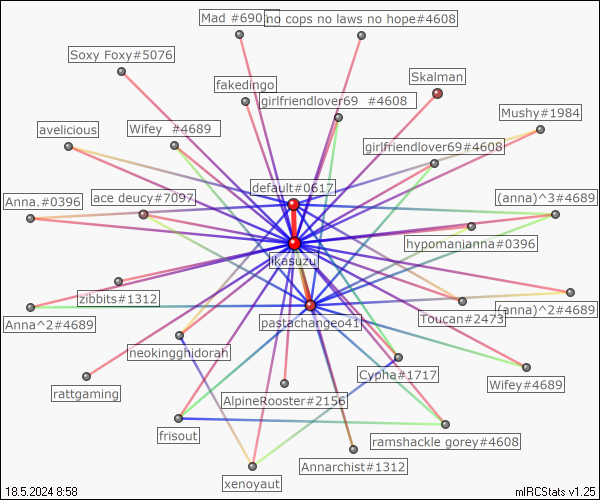 Mad #690
no cops no laws no hope#4608
Soxy Foxy#5076
Skalman
fakedingo
girlfriendlover69 #4608
Mushy#1984
avelicious
Wifey #4689
girlfriendlover69#4608
default#0617
Anna.#0396
ace deucy#7097
(anna)^3#4689
hypomanianna#0396
ikasuzu
zibbits#1312
(anna)^2#4689
Toucan#2473
Anna^2#4689
pastachange041
neokingghidorah
Cypha#1717
Wifey#4689
rattgaming
AlpineRooster#2156
frisout
ramshackle gorey#4608
Annarchist#1312
xenoyaut
18.5.2024 8:58
mIRCStats v1.25